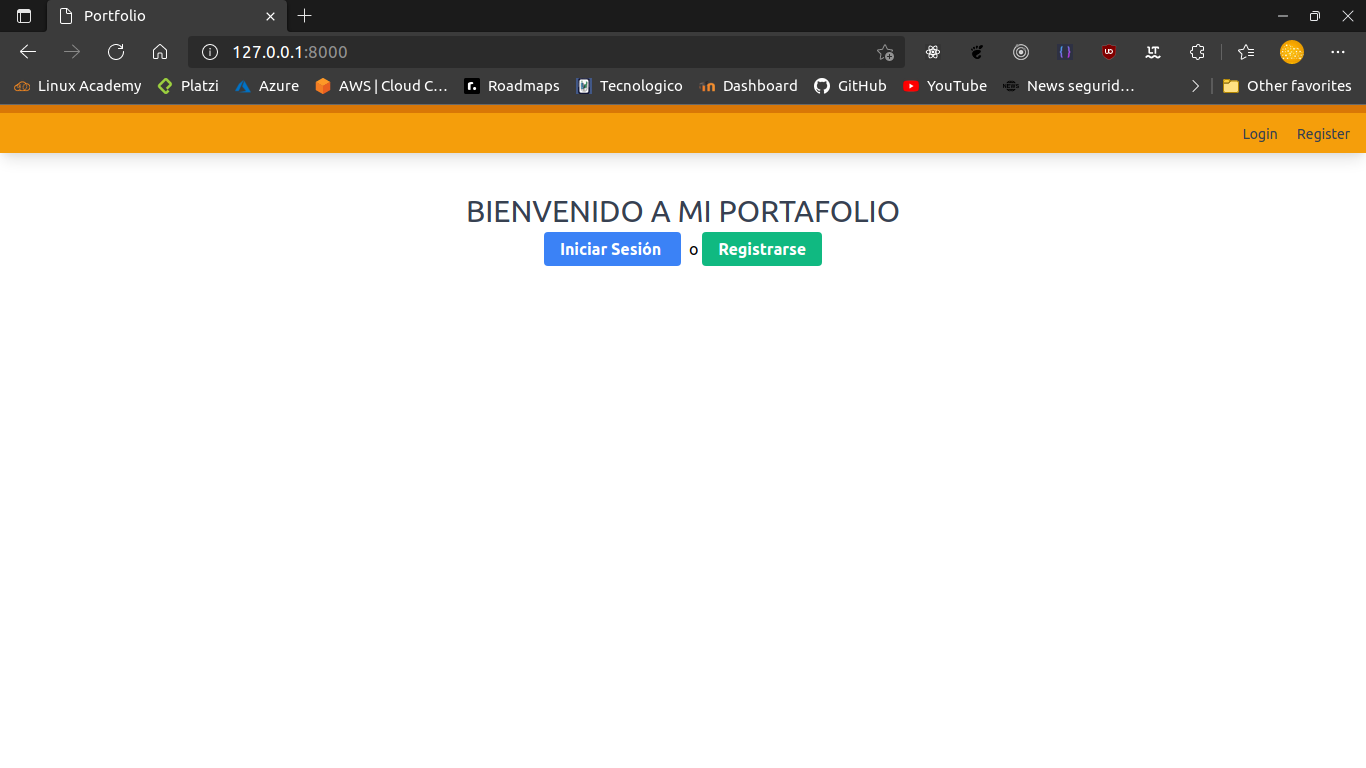 Portfolio
127.0.0.1:8000
Linux Academy Platzi Azure AWS | Cloud C... Roadmaps Tecnologico Dashboard GitHub YouTube News segurid... Other favorites
Login Register
BIENVENIDO A MI PORTAFOLIO
Iniciar Sesión o Registrarse